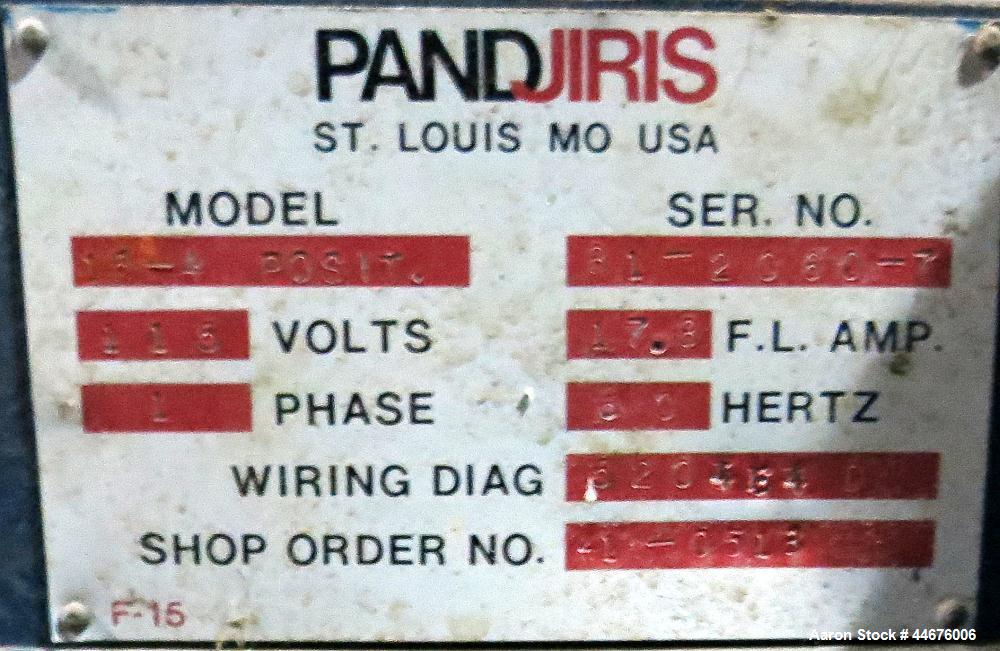 PANDJIRIS
ST. LOUIS MO USA
MODEL SER. NO.
POSIT.
115 VOLTS 17.8 F.L. AMP.
1 PHASE 60 HERTZ
WIRING DIAG
SHOP ORDER NO.
F-15
Aaron Stock # 44676006